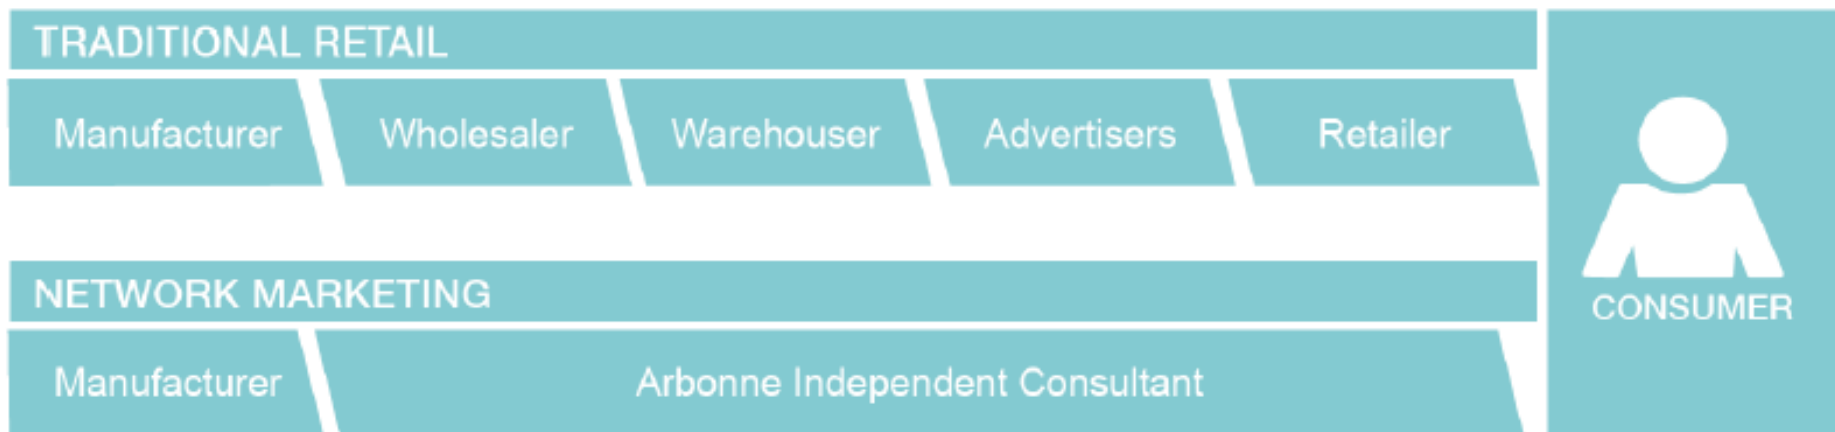 TRADITIONAL RETAIL
Manufacturer Wholesaler Warehouser Advertisers Retailer
NETWORK MARKETING
Manufacturer Arbonne Independent Consultant
CONSUMER